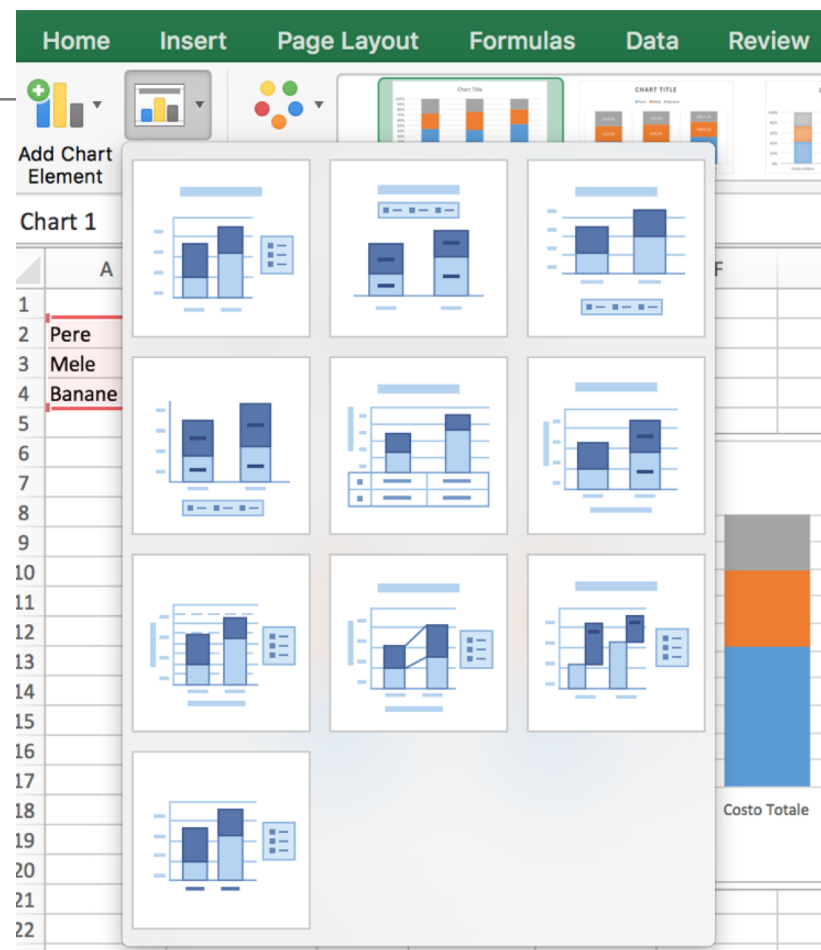 Home Insert Page Layout Formulas Data Review
Add Chart
Element
Chart Title
CHART TITLE
Chart 1
A F
1
2 Pere
3 Mele
4 Banane
5
6
7
8
9
10
11
12
13
14
15
16
17
18
19
20
21
22
Costo Totale